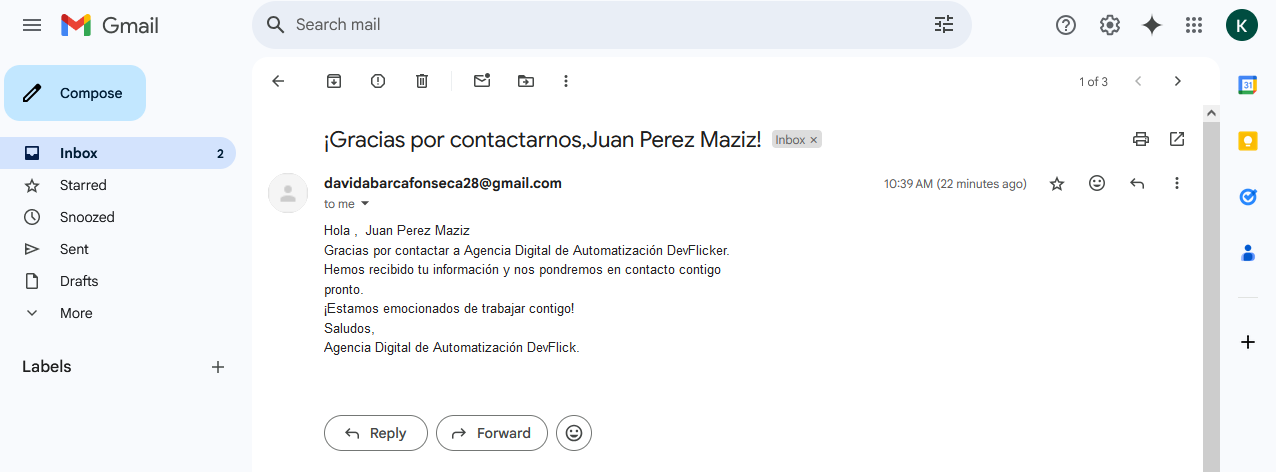 Gmail
Search mail
K
Compose
1 of 3
31
Inbox 2
¡Gracias por contactarnos,Juan Perez Maziz! Inbox ×
Starred
davidabarcafonseca28@gmail.com 10:39 AM (22 minutes ago)
to me
Snoozed
Hola , Juan Perez Maziz
Sent
Gracias por contactar a Agencia Digital de Automatización DevFlicker.
Hemos recibido tu información y nos pondremos en contacto contigo
Drafts
pronto.
More
¡Estamos emocionados de trabajar contigo!
Saludos,
Agencia Digital de Automatización DevFlick.
Labels
Reply Forward